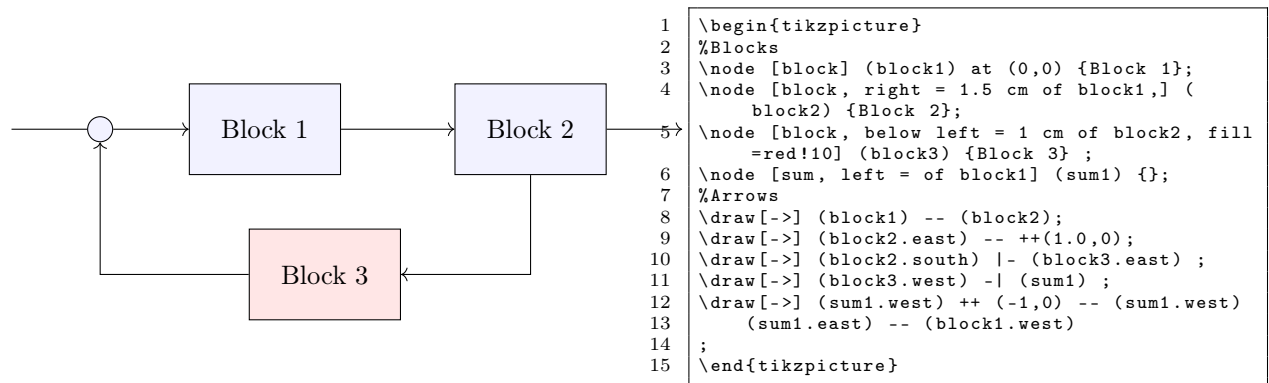 Block 1
Block 2
Block 3
1 \begin{tikzpicture}
2 %Blocks
3 \node [block] (block1) at (0,0) {Block 1};
4 \node [block, right = 1.5 cm of block1,] (
block2) {Block 2};
5 \node [block, below left = 1 cm of block2, fill
=red!10] (block3) {Block 3} ;
6 \node [sum, left = of block1] (sum1) {};
7 %Arrows
8 \draw[->] (block1) -- (block2);
9 \draw[->] (block2.east) -- ++(1.0,0);
10 \draw[->] (block2.south) |- (block3.east) ;
11 \draw[->] (block3.west) -| (sum1) ;
12 \draw[->] (sum1.west) ++ (-1,0) -- (sum1.west)
13 (sum1.east) -- (block1.west)
14 ;
15 \end{tikzpicture}